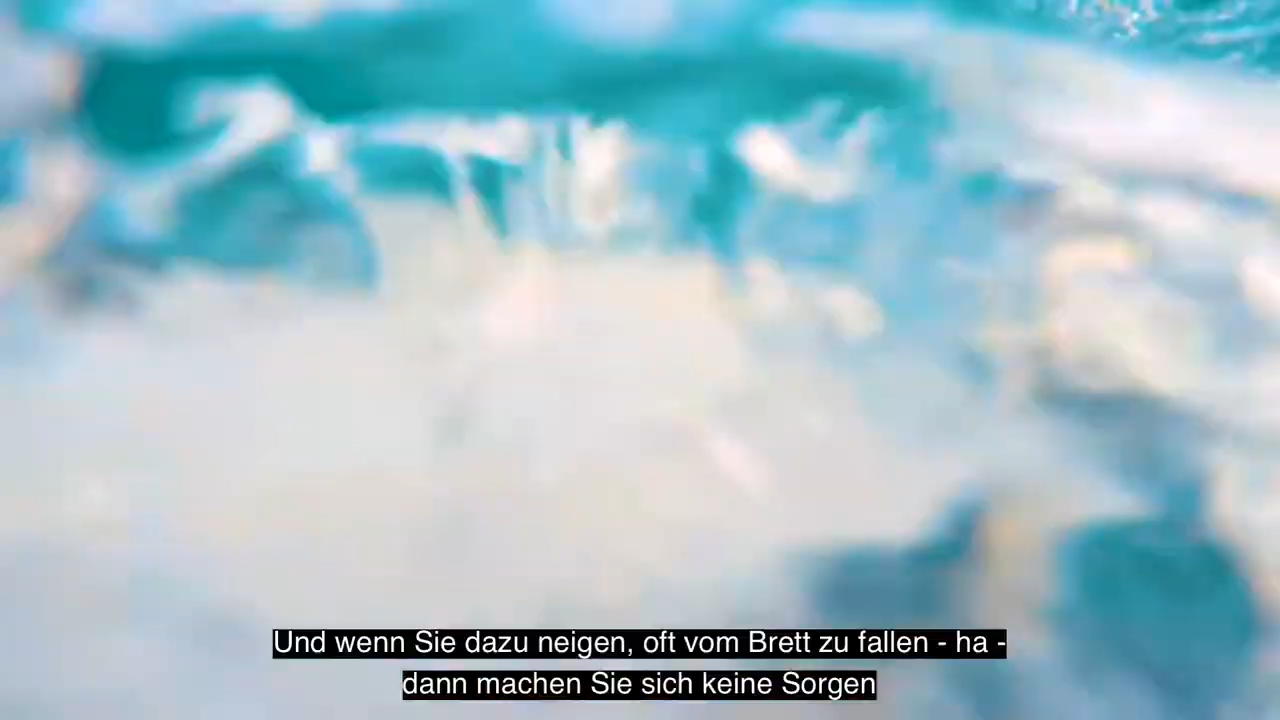 Und wenn Sie dazu neigen, oft vom Brett zu fallen - ha -
dann machen Sie sich keine Sorgen